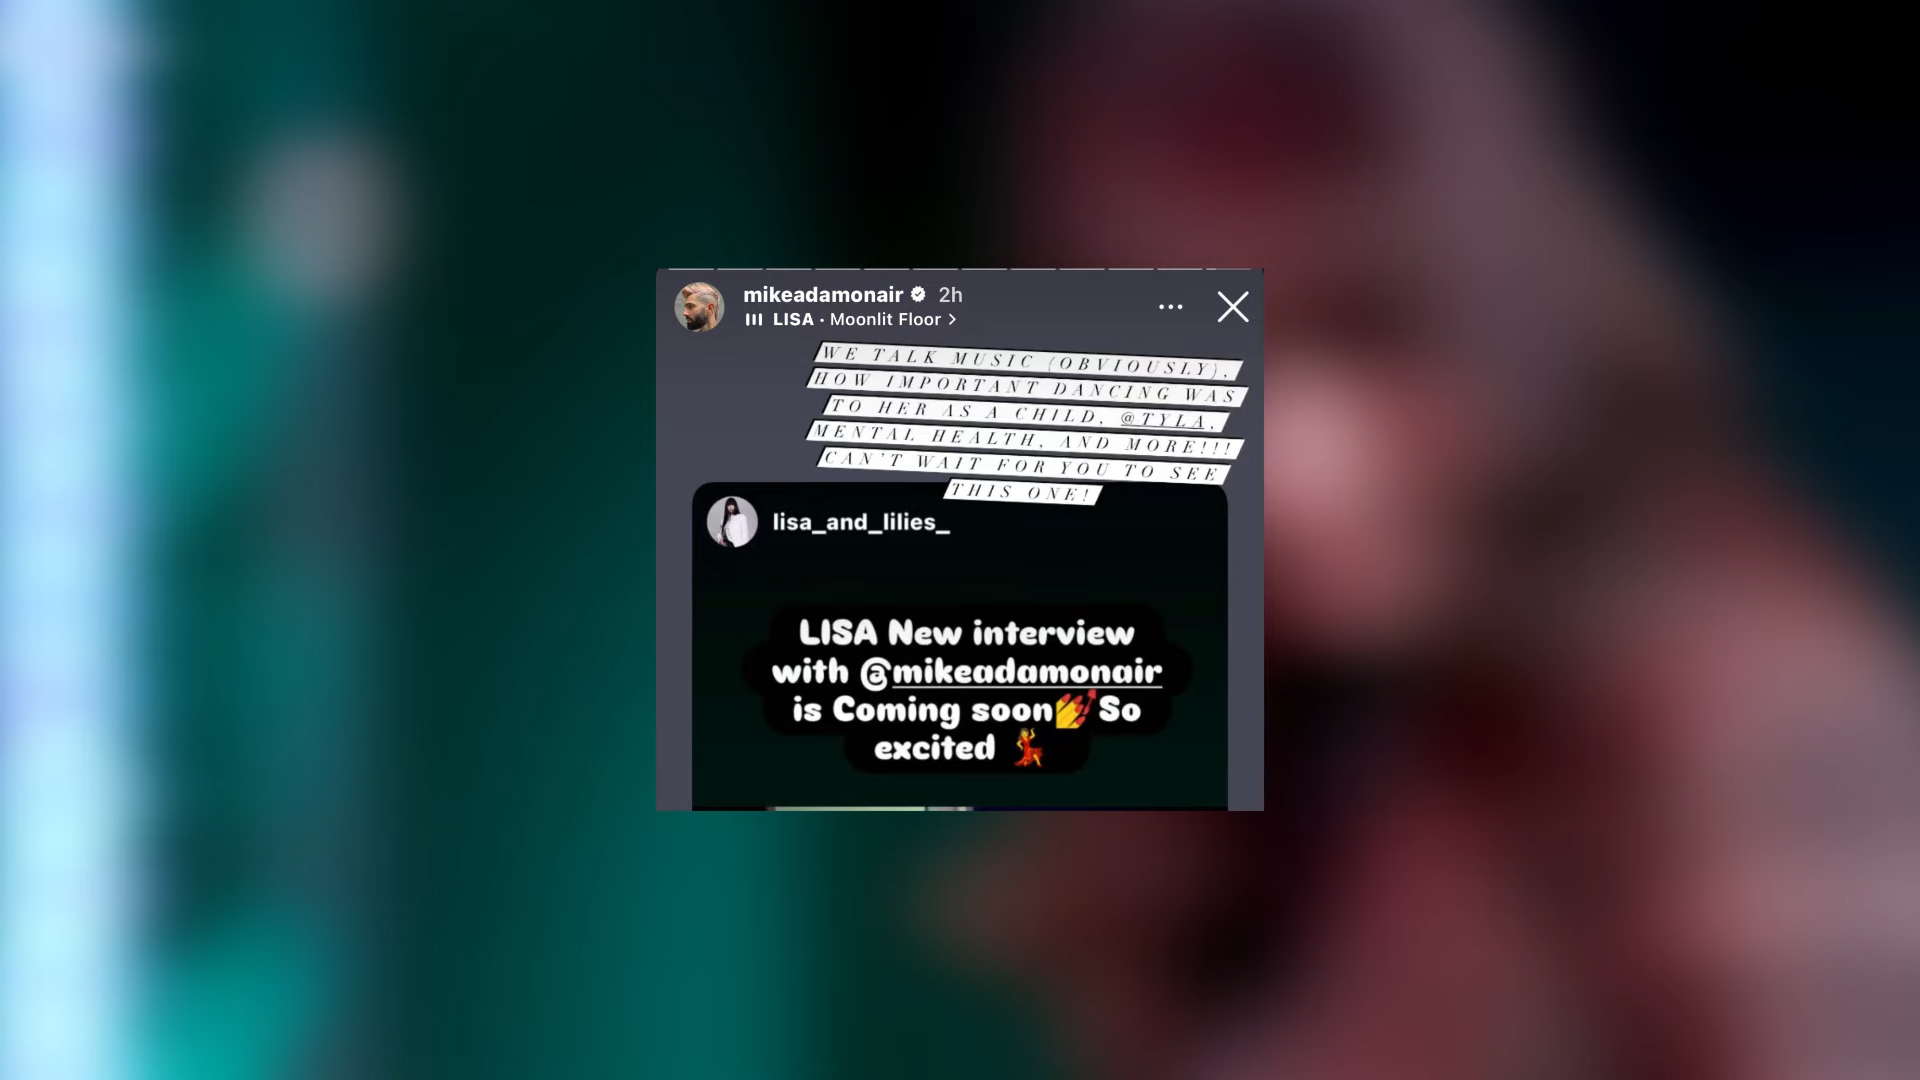 mikeadamonair 2h
LISA · Moonlit Floor >
WE TALK MUSIC (OBVIOUSLY),
HOW IMPORTANT DANCING WAS
TO HER AS A CHILD, @TYLA,
MENTAL HEALTH, AND MORE!!!
CAN'T WAIT FOR YOU TO SEE
THIS ONE!
lisa_and_lilies_
LISA New interview
with @mikeadamonair
is Coming soon💅So
excited 💃